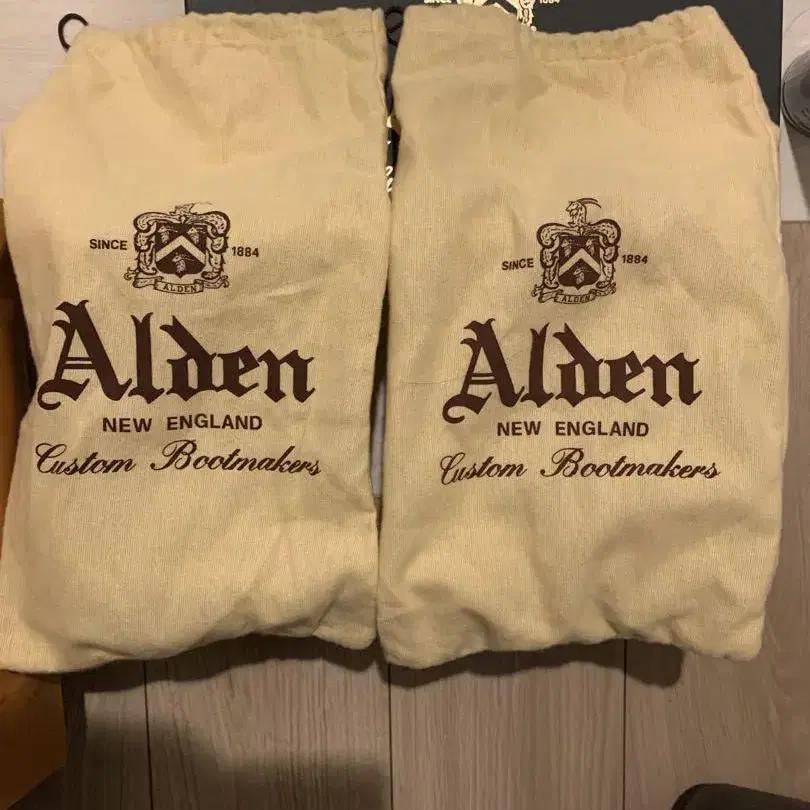 SINCE 1884
ALDEN
Alden
NEW ENGLAND
Custom Bootmakers
SINCE 1884
ALDEN
Alden
NEW ENGLAND
Custom Bootmakers